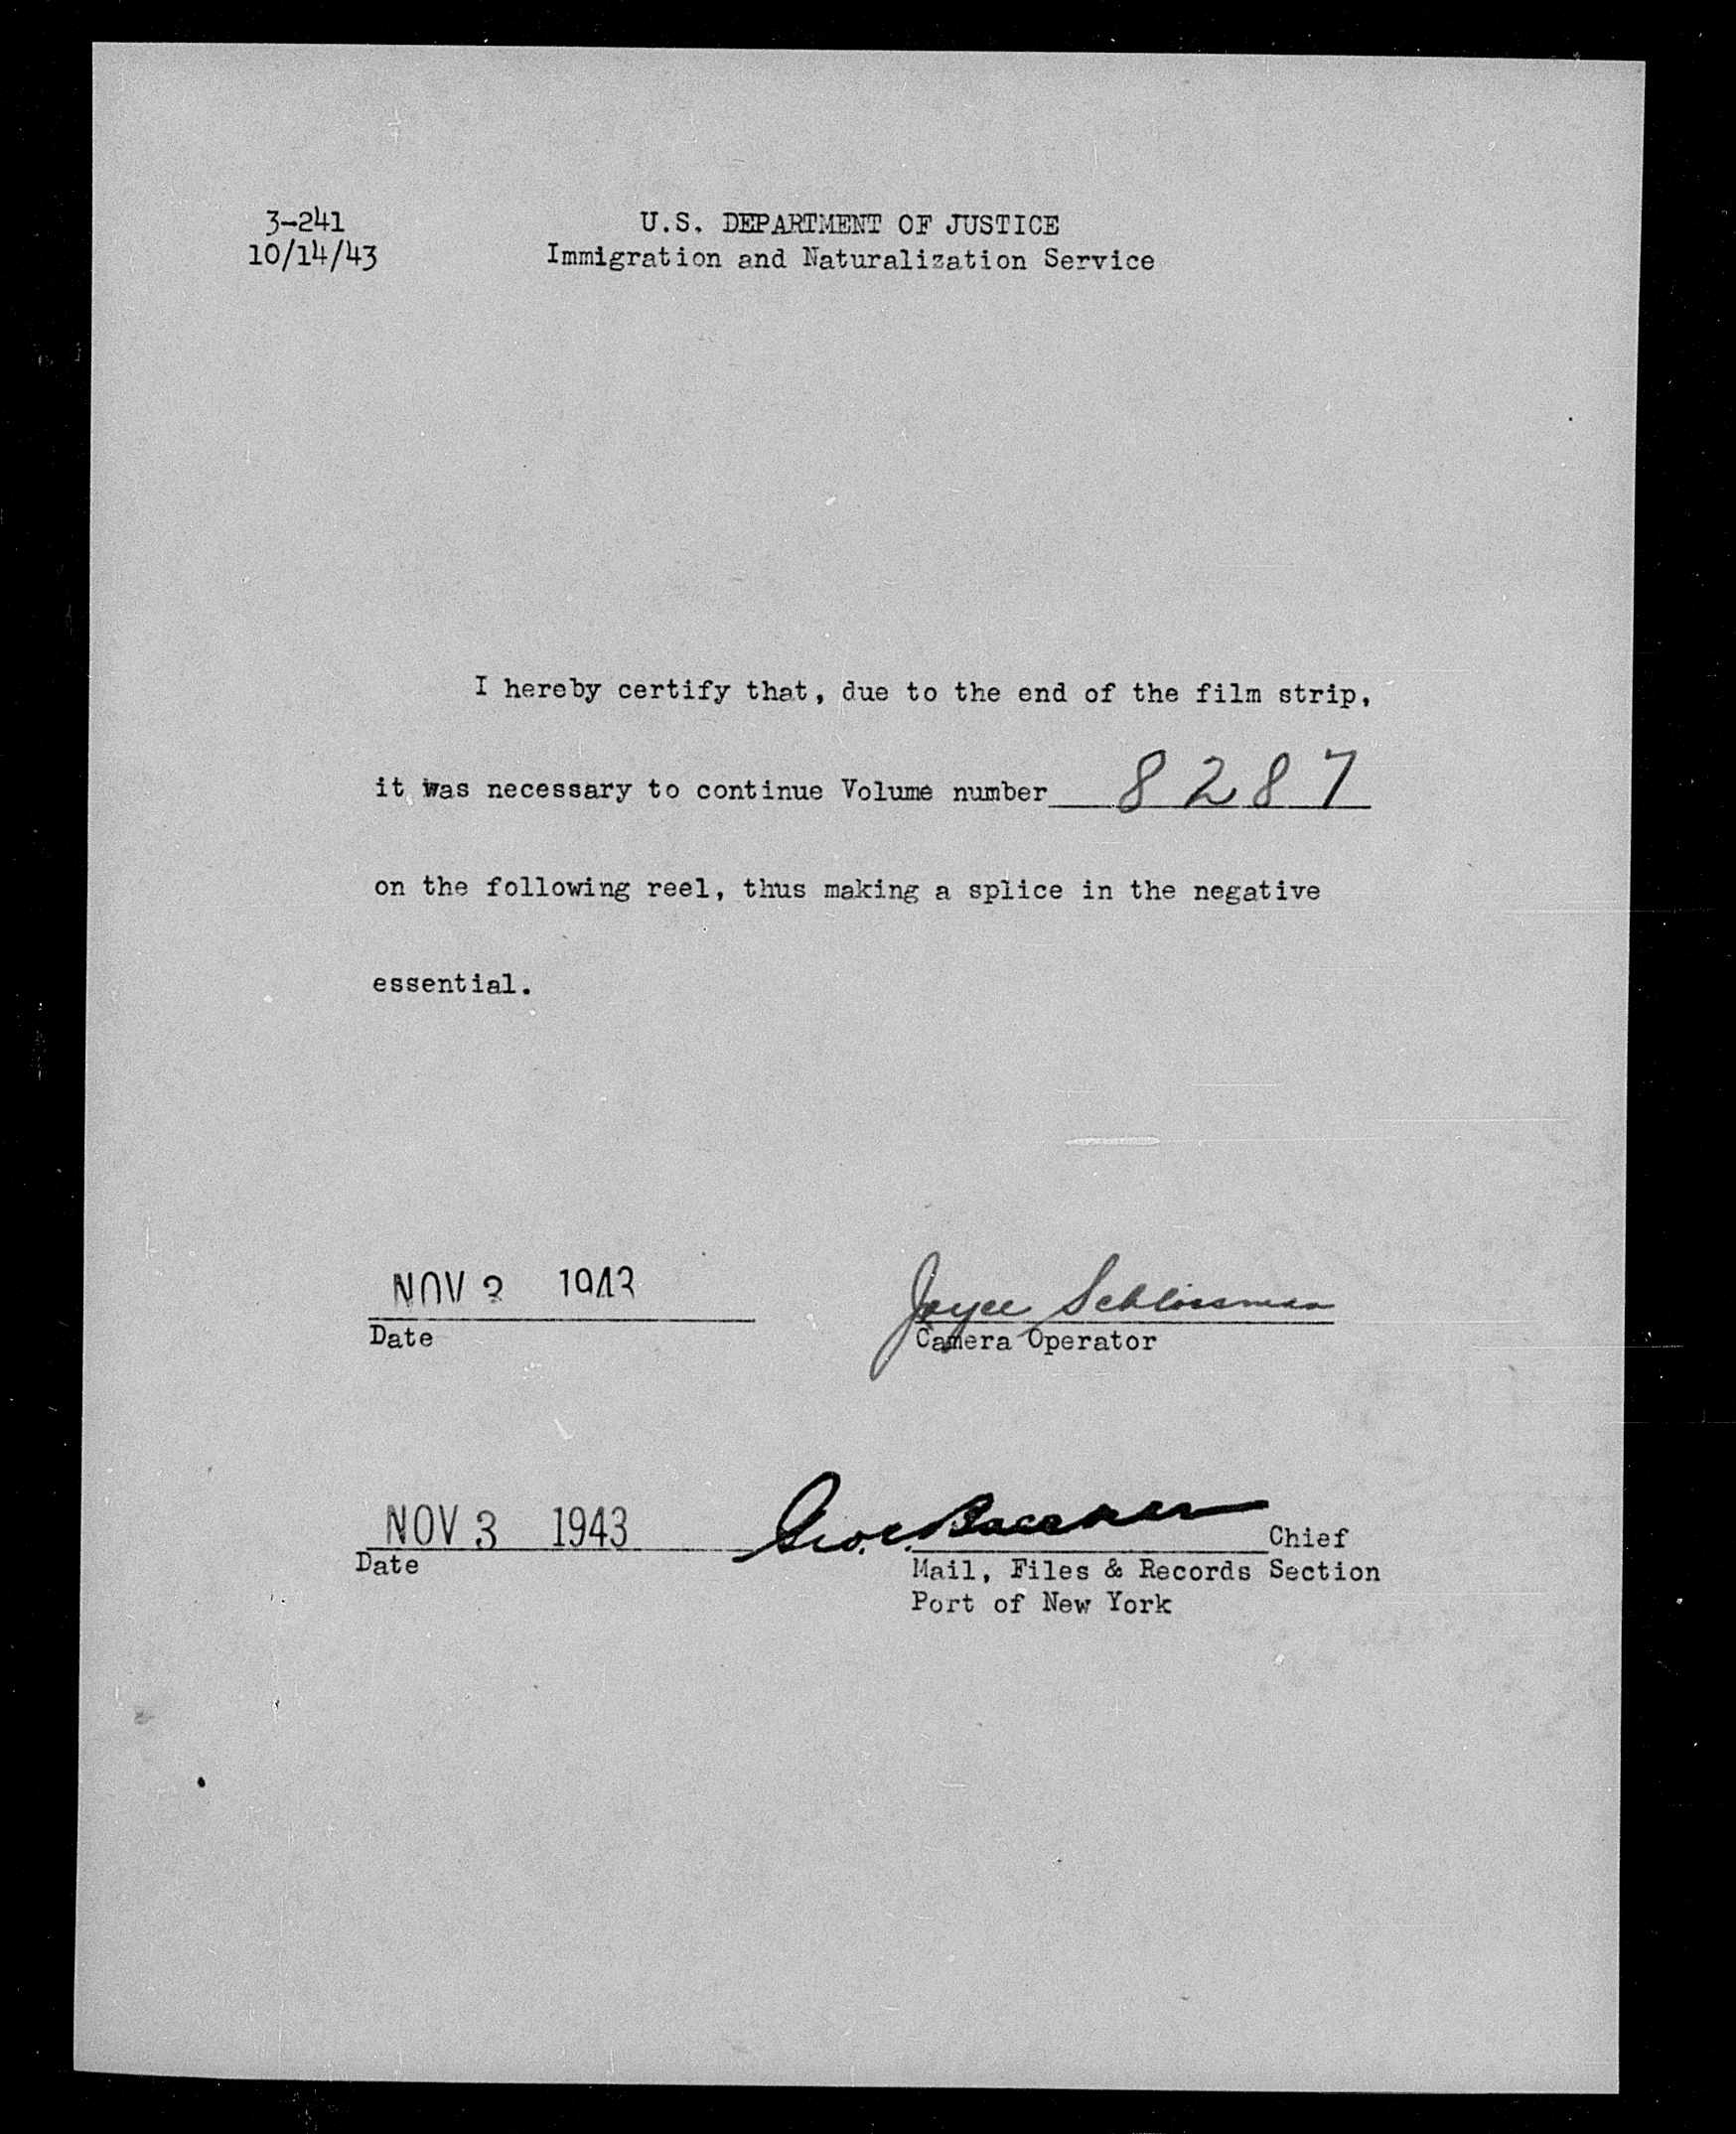 3-241
10/14/43
U.S. DEPARTMENT OF JUSTICE
Immigration and Naturalization Service
I hereby certify that, due to the end of the film strip,
it was necessary to continue Volume number 8287
on the following reel, thus making a splice in the negative
essential.
NOV 3 1943
Date
Joyce Schlossman
Camera Operator
NOV 3 1943
Date
Geo. C.
Chief
Mail, Files & Records Section
Port of New York